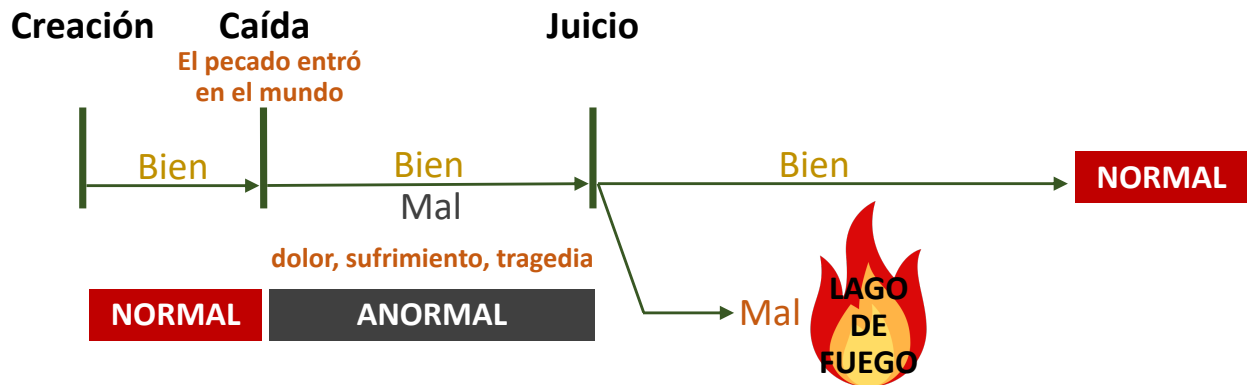 Creación
Caída
Juicio
El pecado entró
en el mundo
Bien
Bien
Bien
NORMAL
Mal
dolor, sufrimiento, tragedia
NORMAL
ANORMAL
Mal
LAGO
DE
FUEGO